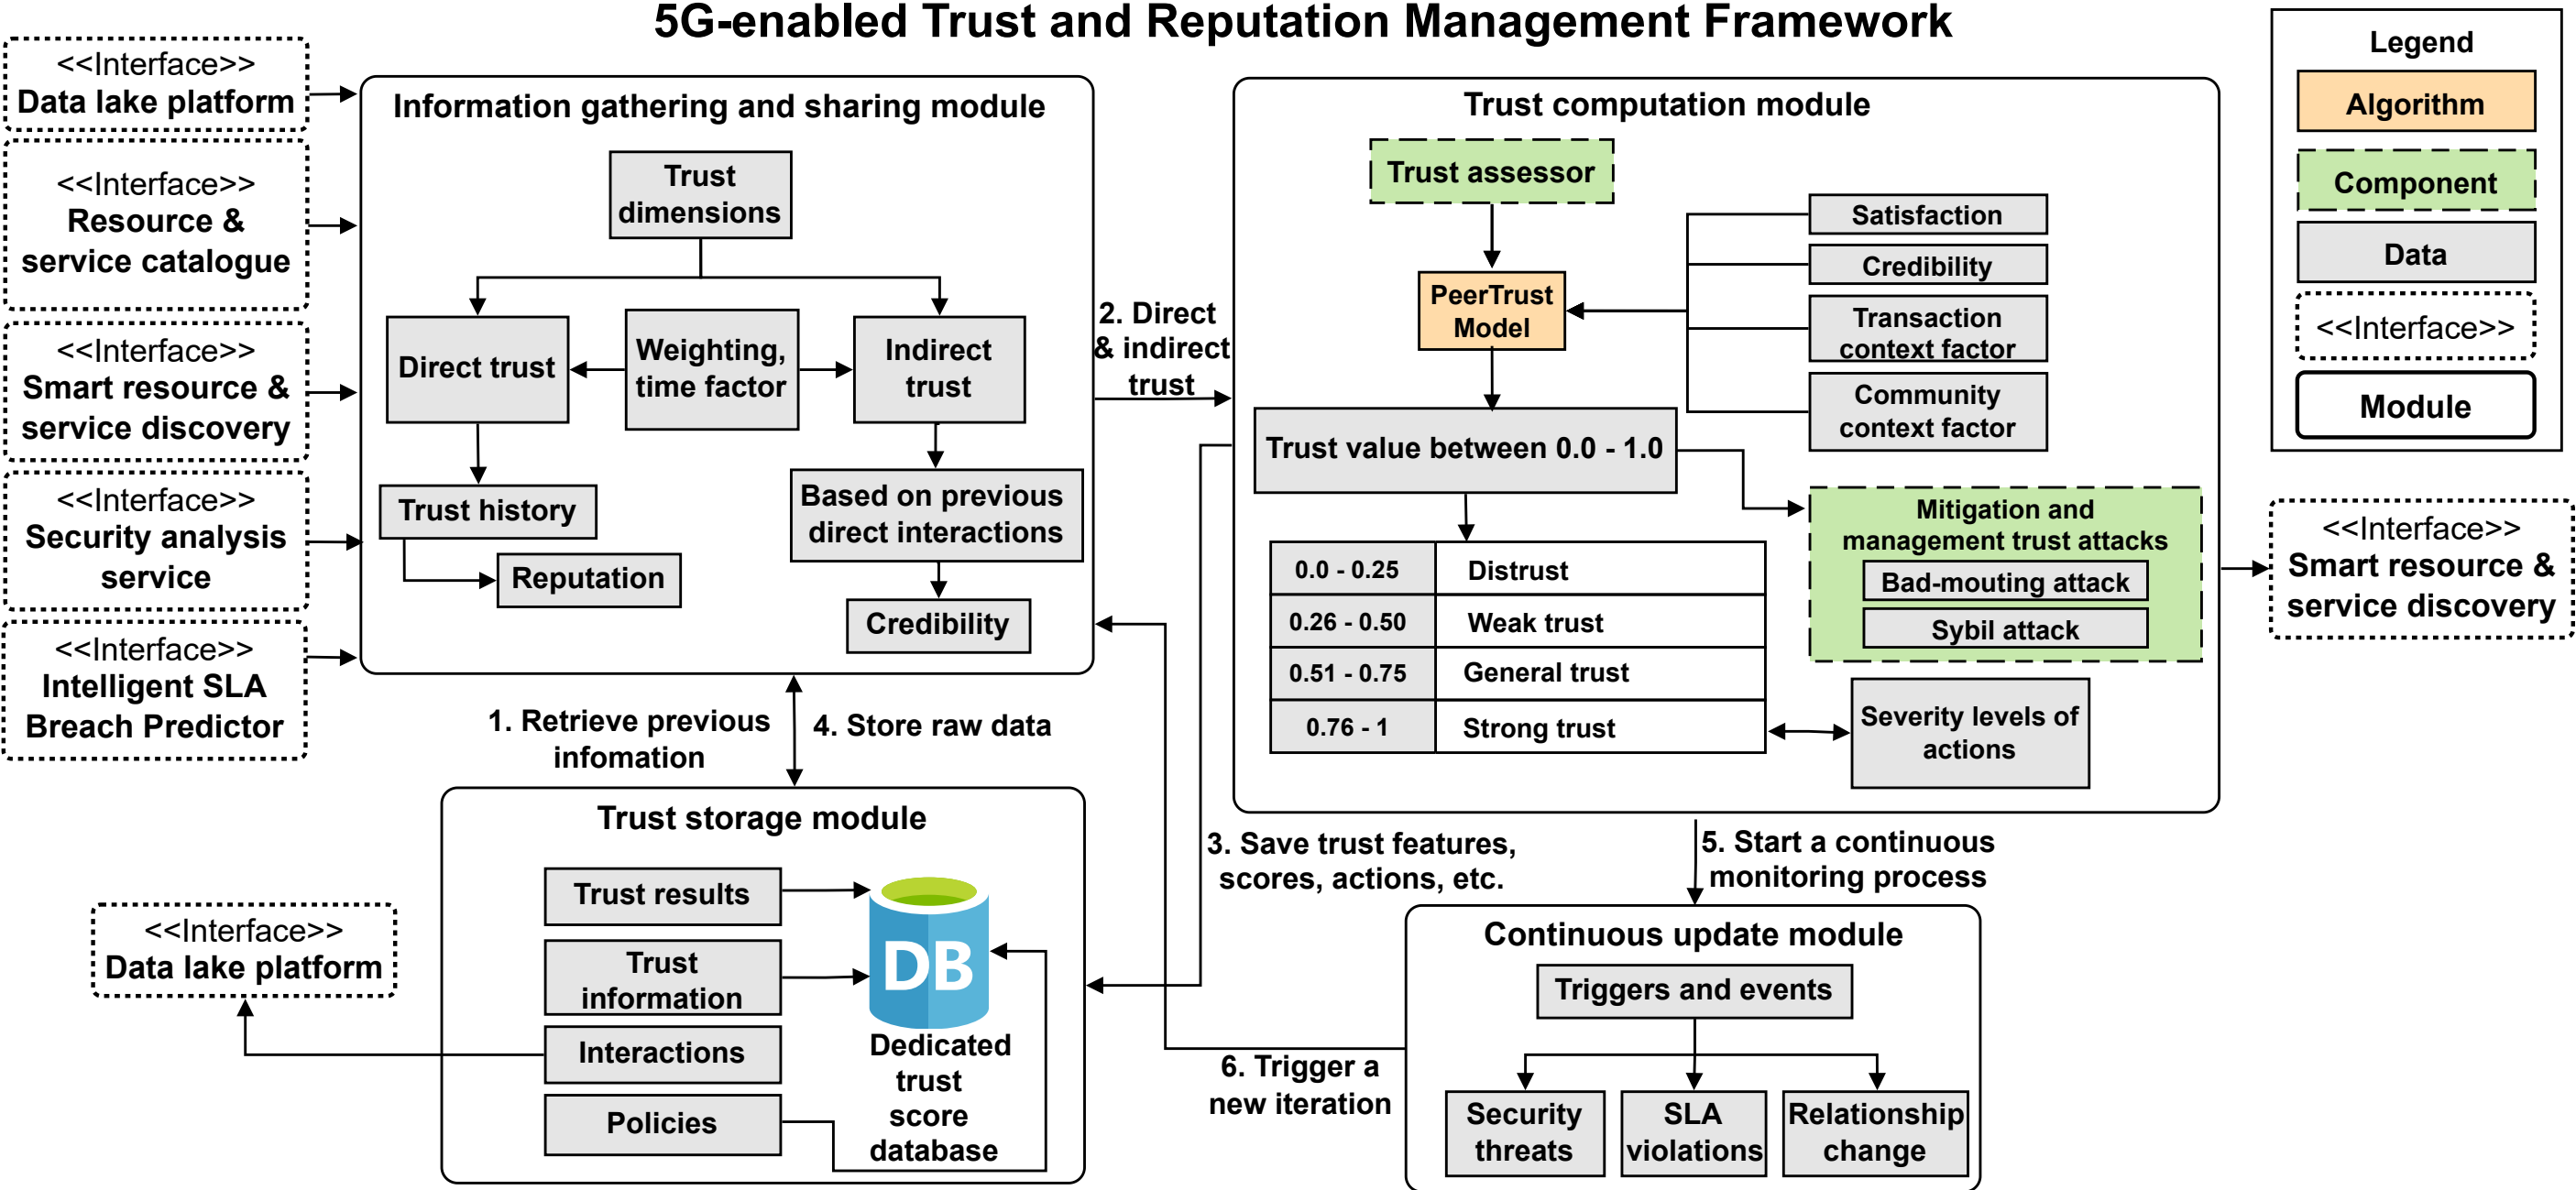 5G-enabled Trust and Reputation Management Framework
<<Interface>>
Data lake platform
<<Interface>>
Resource &
service catalogue
<<Interface>>
Smart resource &
service discovery
<<Interface>>
Security analysis
service
<<Interface>>
Intelligent SLA
Breach Predictor
Information gathering and sharing module
Trust
dimensions
Direct trust
Weighting,
time factor
Indirect
trust
Trust history
Reputation
Based on previous
direct interactions
Credibility
2. Direct
& indirect
trust
Trust computation module
Trust assessor
PeerTrust
Model
Satisfaction
Credibility
Transaction
context factor
Community
context factor
Trust value between 0.0 - 1.0
0.0 - 0.25 Distrust
0.26 - 0.50 Weak trust
0.51 - 0.75 General trust
0.76 - 1 Strong trust
Mitigation and
management trust attacks
Bad-mouting attack
Sybil attack
Severity levels of
actions
Legend
Algorithm
Component
Data
<<Interface>>
Module
<<Interface>>
Smart resource &
service discovery
1. Retrieve previous
infomation
4. Store raw data
Trust storage module
Trust results
Trust
information
Interactions
Policies
DB
Dedicated
trust
score
database
<<Interface>>
Data lake platform
3. Save trust features,
scores, actions, etc.
5. Start a continuous
monitoring process
6. Trigger a
new iteration
Continuous update module
Triggers and events
Security
threats
SLA
violations
Relationship
change